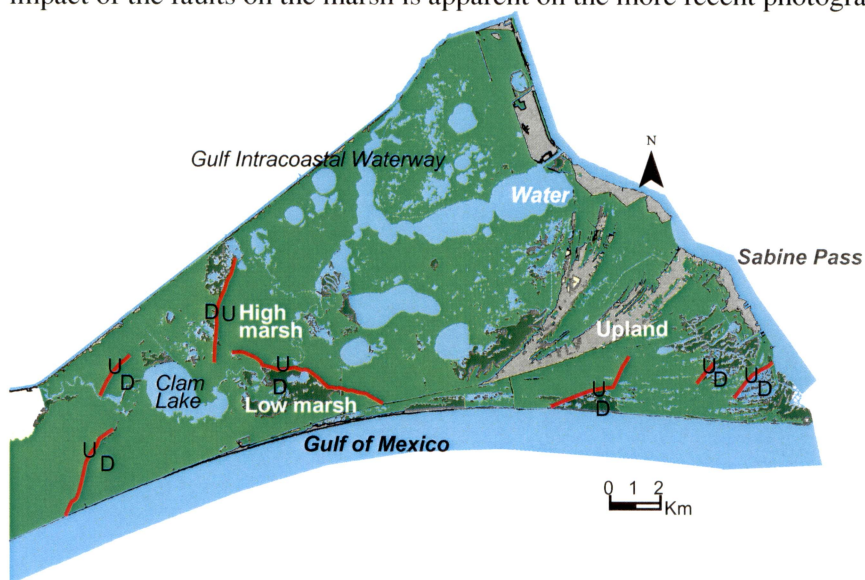 impact of the faults on the marsh is apparent on the more recent
Gulf Intracoastal Waterway
N
Water
Sabine Pass
D U
High
marsh
Upland
U
D
U
D
U
D
U
D
U
D
Clam
Lake
Low marsh
U
D
Gulf of Mexico
0 1 2
Km